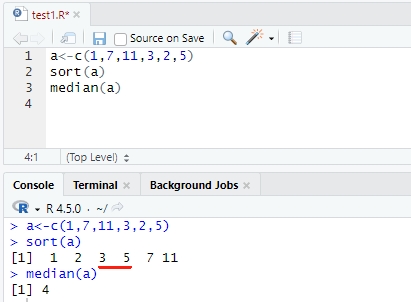 test1.R*
Source on Save
1 a<-c(1,7,11,3,2,5)
2 sort(a)
3 median(a)
4
4:1 (Top Level)
Console Terminal Background Jobs
R R 4.5.0 · ~/
> a<-c(1,7,11,3,2,5)
> sort(a)
[1]  1  2  3  5  7 11
> median(a)
[1] 4